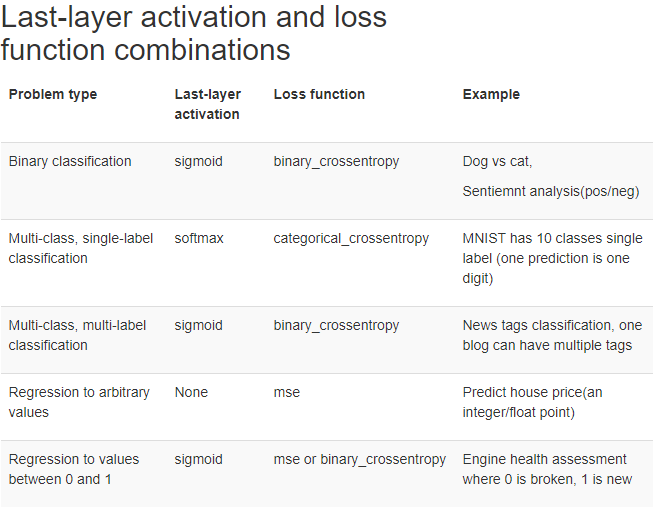 Last-layer activation and loss
function combinations
Problem type Last-layer activation Loss function Example
Binary classification sigmoid binary_crossentropy Dog vs cat,
Sentiemnt analysis(pos/neg)
Multi-class, single-label softmax categorical_crossentropy MNIST has 10 classes single
classification label (one prediction is one
digit)
Multi-class, multi-label sigmoid binary_crossentropy News tags classification, one
classification blog can have multiple tags
Regression to arbitrary None mse Predict house price(an
values integer/float point)
Regression to values sigmoid mse or binary_crossentropy Engine health assessment
between 0 and 1 where 0 is broken, 1 is new